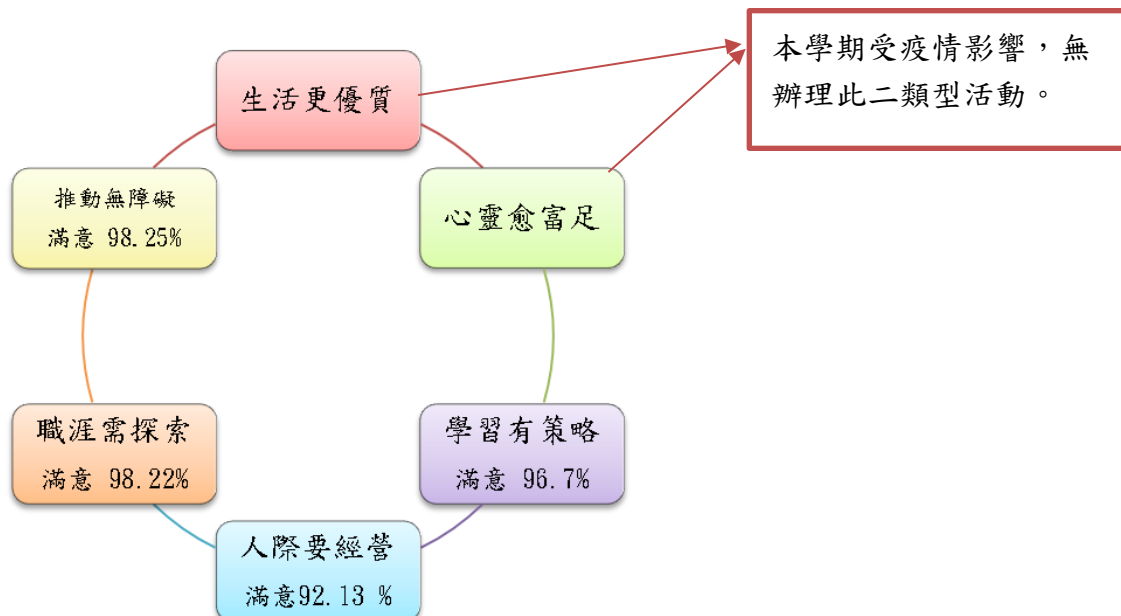 生活更優質
本學期受疫情影響，無
辦理此二類型活動。
推動無障礙
滿意 98.25%
心靈愈富足
職涯需探索
滿意 98.22%
學習有策略
滿意 96.7%
人際要經營
滿意92.13 %